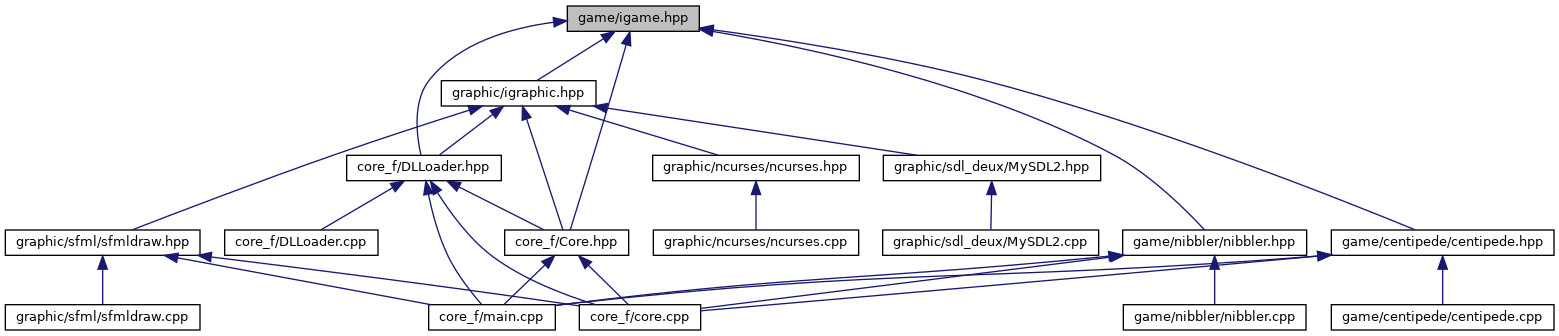 game/igame.hpp
graphic/igraphic.hpp
core_f/DLLoader.hpp
graphic/ncurses/ncurses.hpp
graphic/sdl_deux/MySDL2.hpp
graphic/sfml/sfmldraw.hpp
core_f/DLLoader.cpp
core_f/Core.hpp
graphic/ncurses/ncurses.cpp
graphic/sdl_deux/MySDL2.cpp
game/nibbler/nibbler.hpp
game/centipede/centipede.hpp
graphic/sfml/sfmldraw.cpp
core_f/main.cpp
core_f/core.cpp
game/nibbler/nibbler.cpp
game/centipede/centipede.cpp